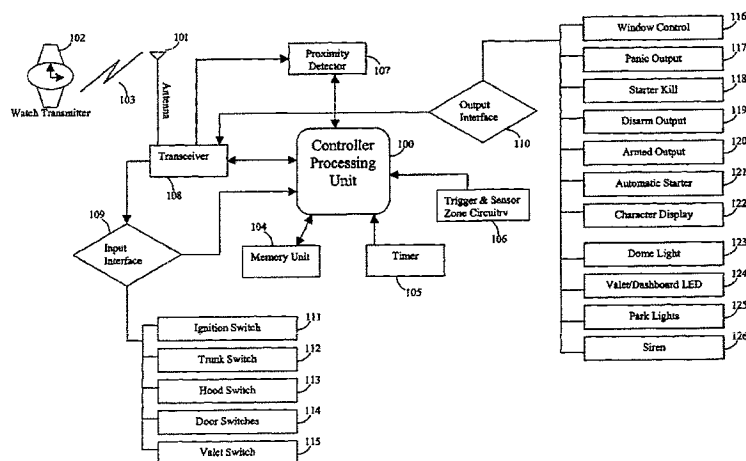 102
Watch Transmitter
103
101
Antenna
Proximity
Detector
107
Transceiver
108
Controller
Processing
Unit
100
Output
Interface
110
109
Input
Interface
104
Memory Unit
Timer
105
Trigger & Sensor
Zone Circuitry
106
Ignition Switch
111
Trunk Switch
112
Hood Switch
113
Door Switches
114
Valet Switch
115
Window Control
116
Panic Output
117
Starter Kill
118
Disarm Output
119
Armed Output
120
Automatic Starter
121
Character Display
122
Dome Light
123
Valet/Dashboard LED
124
Park Lights
125
Siren
126